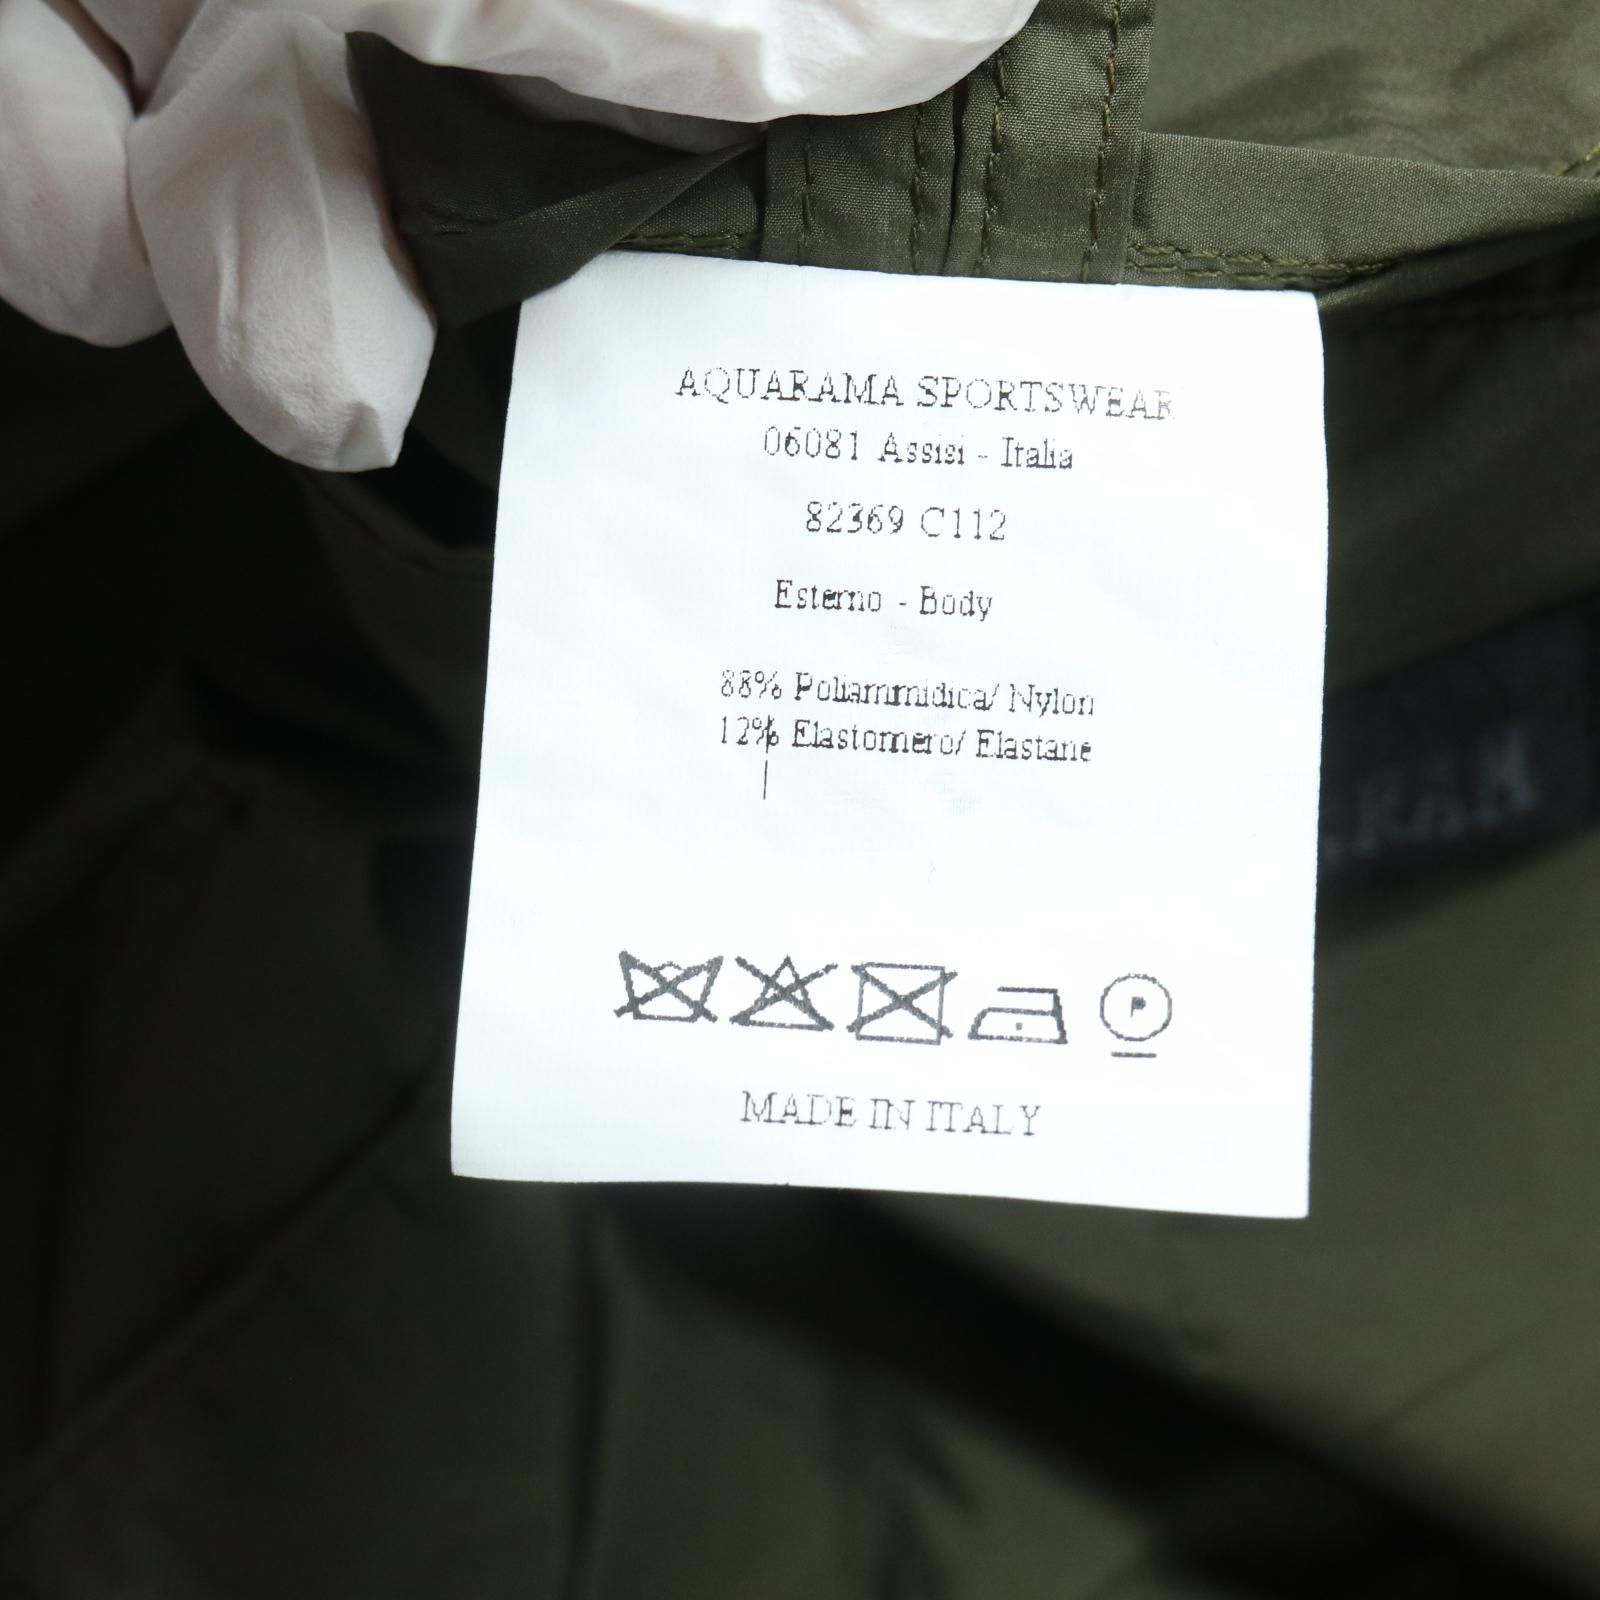 AQUARAMA SPORTSWEAR
06081 Assisi - Italia
82369 C112
Esterno - Body
88% Poliammidica/ Nylon
12% Elastomero/ Elastane
P
MADE IN ITALY